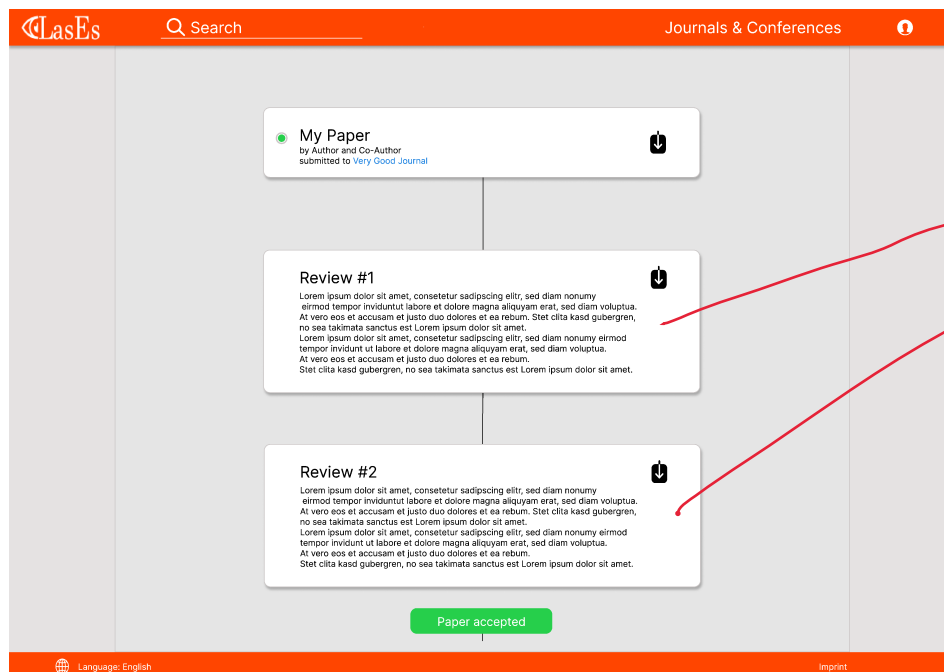 LasEs
Search
Journals & Conferences
My Paper
by Author and Co-Author
submitted to Very Good Journal
Review #1
Lorem ipsum dolor sit amet, consetetur sadipscing elitr, sed diam nonumy
eirmod tempor inviduntut labore et dolore magna aliquyam erat, sed diam voluptua.
At vero eos et accusam et justo duo dolores et ea rebum. Stet clita kasd gubergren,
no sea takimata sanctus est Lorem ipsum dolor sit amet.
Lorem ipsum dolor sit amet, consetetur sadipscing elitr, sed diam nonumy eirmod
tempor invidunt ut labore et dolore magna aliquyam erat, sed diam voluptua.
At vero eos et accusam et justo duo dolores et ea rebum.
Stet clita kasd gubergren, no sea takimata sanctus est Lorem ipsum dolor sit amet.
Review #2
Lorem ipsum dolor sit amet, consetetur sadipscing elitr, sed diam nonumy
eirmod tempor inviduntut labore et dolore magna aliquyam erat, sed diam voluptua.
At vero eos et accusam et justo duo dolores et ea rebum. Stet clita kasd gubergren,
no sea takimata sanctus est Lorem ipsum dolor sit amet.
Lorem ipsum dolor sit amet, consetetur sadipscing elitr, sed diam nonumy eirmod
tempor invidunt ut labore et dolore magna aliquyam erat, sed diam voluptua.
At vero eos et accusam et justo duo dolores et ea rebum.
Stet clita kasd gubergren, no sea takimata sanctus est Lorem ipsum dolor sit amet.
Paper accepted
Language: English
Imprint